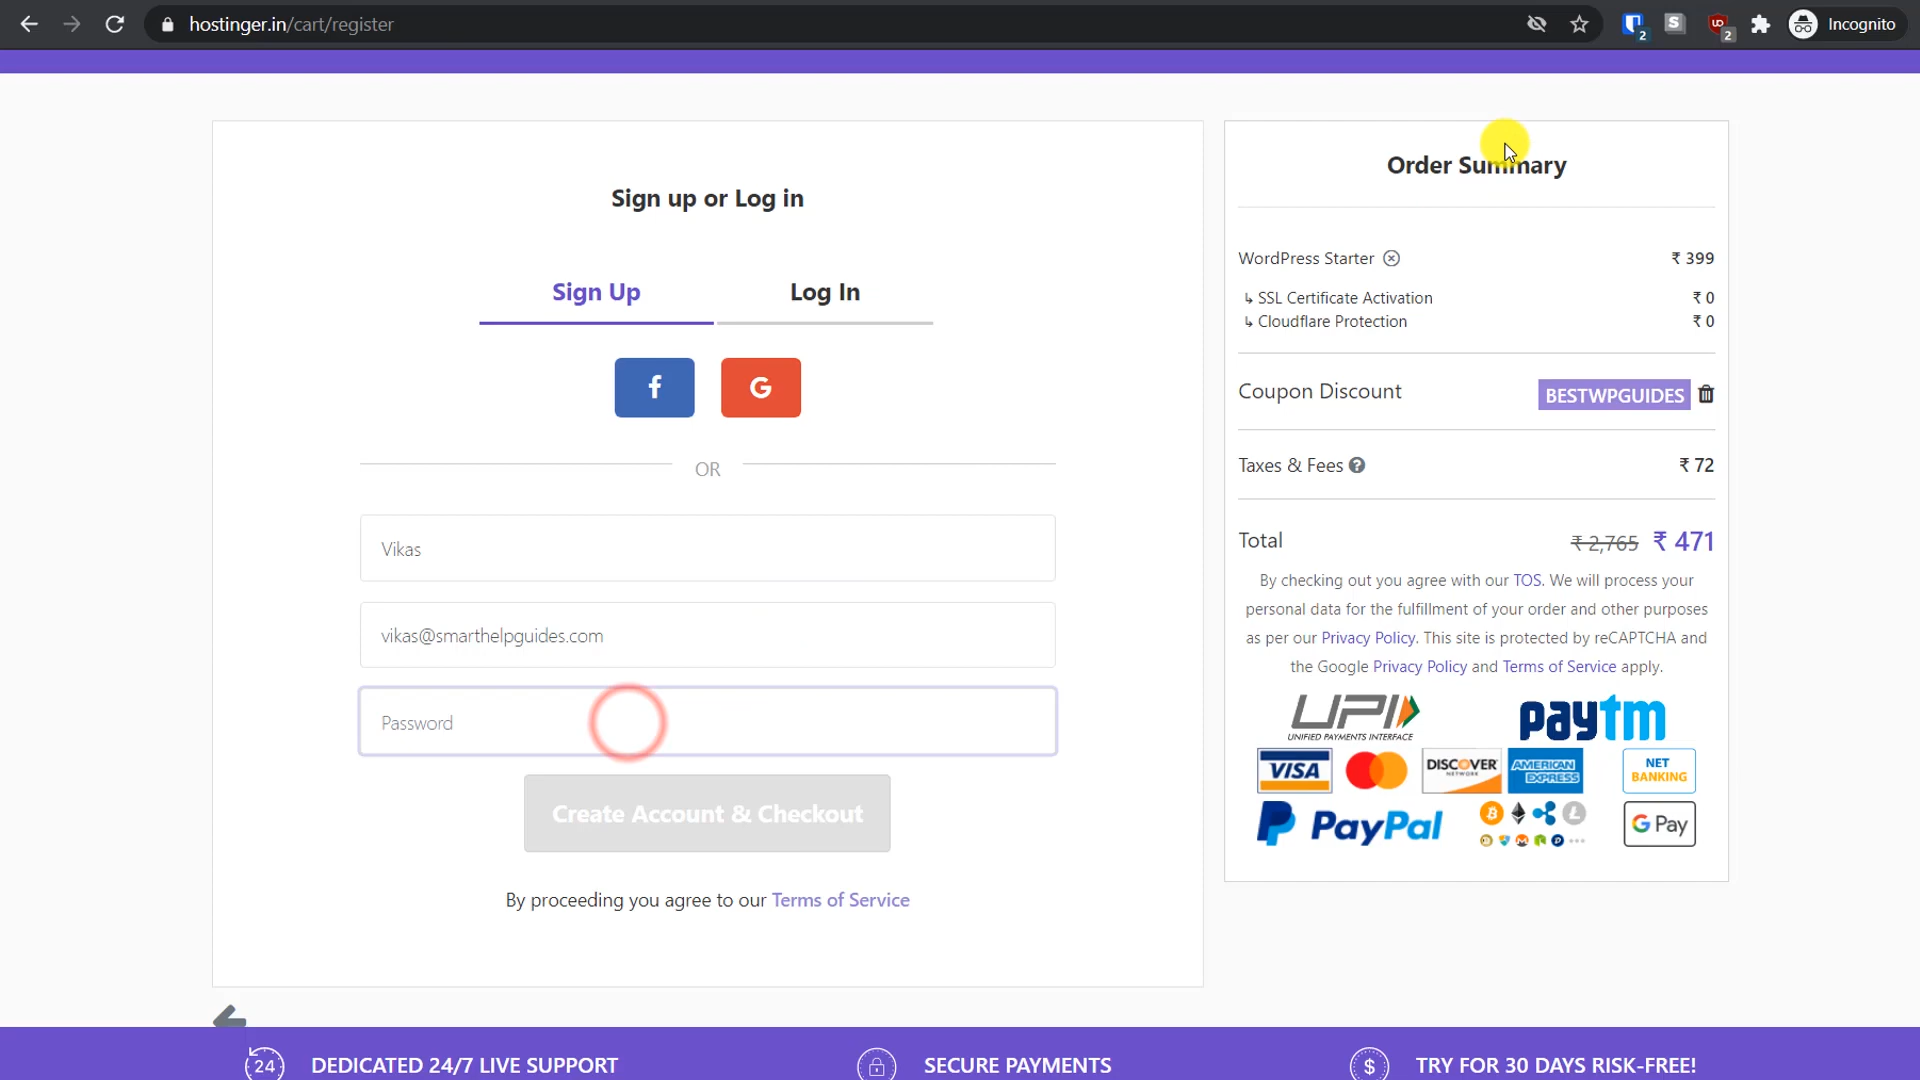 hostinger.in/cart/register
2
S
2
Incognito
Sign up or Log in
Sign Up
Log In
f
G
OR
Vikas
vikas@smarthelpguides.com
Password
Create Account & Checkout
By proceeding you agree to our Terms of Service
Order Summary
WordPress Starter ₹ 399
↳ SSL Certificate Activation ₹ 0
↳ Cloudflare Protection ₹ 0
Coupon Discount BESTWPGUIDES
Taxes & Fees ? ₹ 72
Total ₹ 2,765 ₹ 471
By checking out you agree with our TOS. We will process your
personal data for the fulfillment of your order and other purposes
as per our Privacy Policy. This site is protected by reCAPTCHA and
the Google Privacy Policy and Terms of Service apply.
UPI
UNIFIED PAYMENTS INTERFACE
paytm
VISA
DISCOVER
NETWORK
AMERICAN
EXPRESS
NET
BANKING
PayPal
G Pay
24 DEDICATED 24/7 LIVE SUPPORT
SECURE PAYMENTS
$ TRY FOR 30 DAYS RISK-FREE!